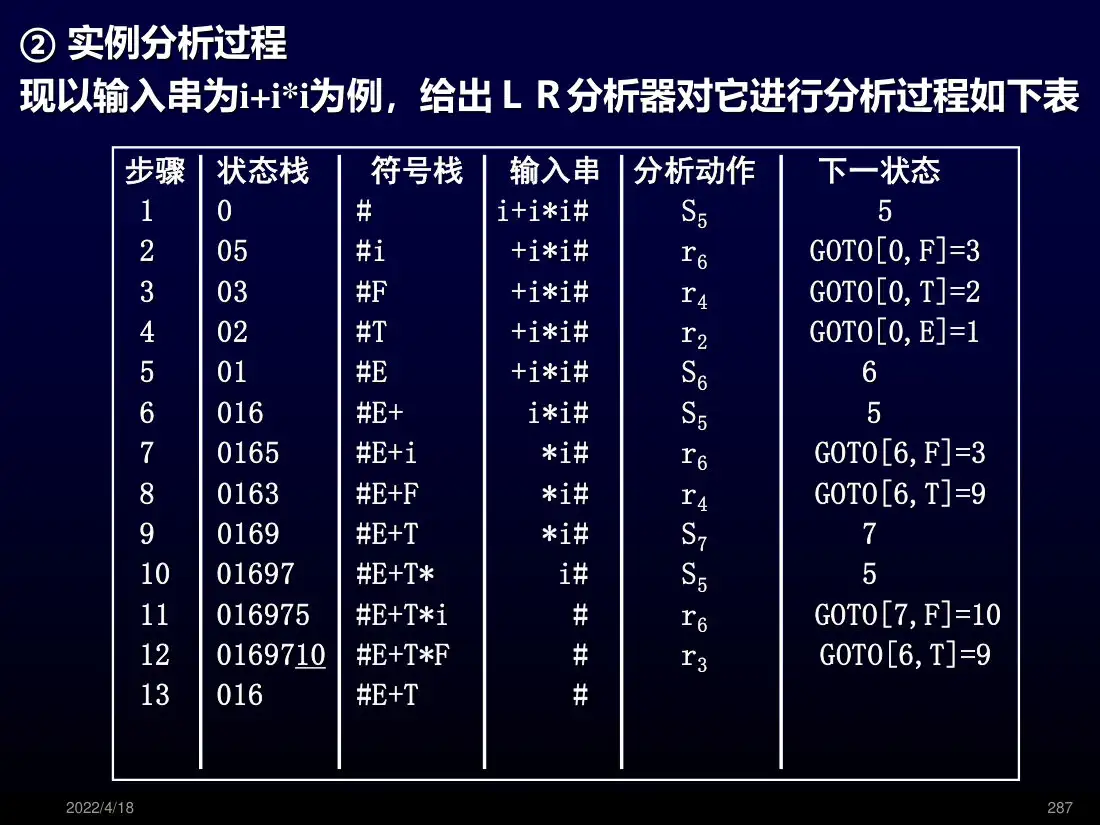 ② 实例分析过程
现以输入串为i+i*i为例，给出ＬＲ分析器对它进行分析过程如下表
步骤 状态栈 符号栈 输入串 分析动作 下一状态
1 0 # i+i*i# S5 5
2 05 #i +i*i# r6 GOTO[0,F]=3
3 03 #F +i*i# r4 GOTO[0,T]=2
4 02 #T +i*i# r2 GOTO[0,E]=1
5 01 #E +i*i# S6 6
6 016 #E+ i*i# S5 5
7 0165 #E+i *i# r6 GOTO[6,F]=3
8 0163 #E+F *i# r4 GOTO[6,T]=9
9 0169 #E+T *i# S7 7
10 01697 #E+T* i# S5 5
11 016975 #E+T*i # r6 GOTO[7,F]=10
12 0169710 #E+T*F # r3 GOTO[6,T]=9
13 016 #E+T #
2022/4/18 287